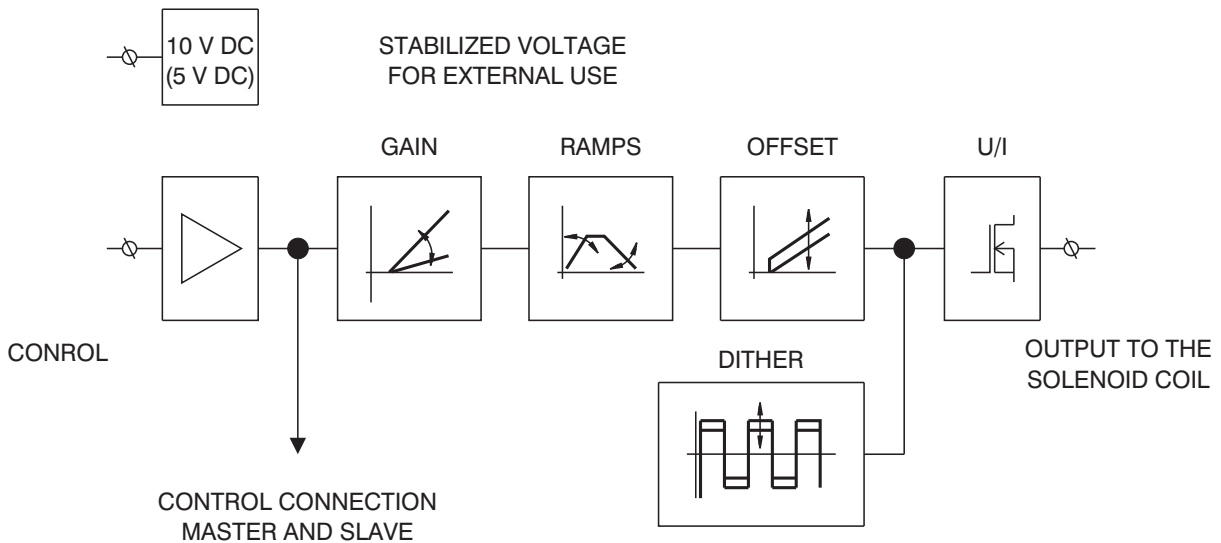 10 V DC
(5 V DC)
STABILIZED VOLTAGE
FOR EXTERNAL USE
GAIN
RAMPS
OFFSET
U/I
CONROL
DITHER
OUTPUT TO THE
SOLENOID COIL
CONTROL CONNECTION
MASTER AND SLAVE